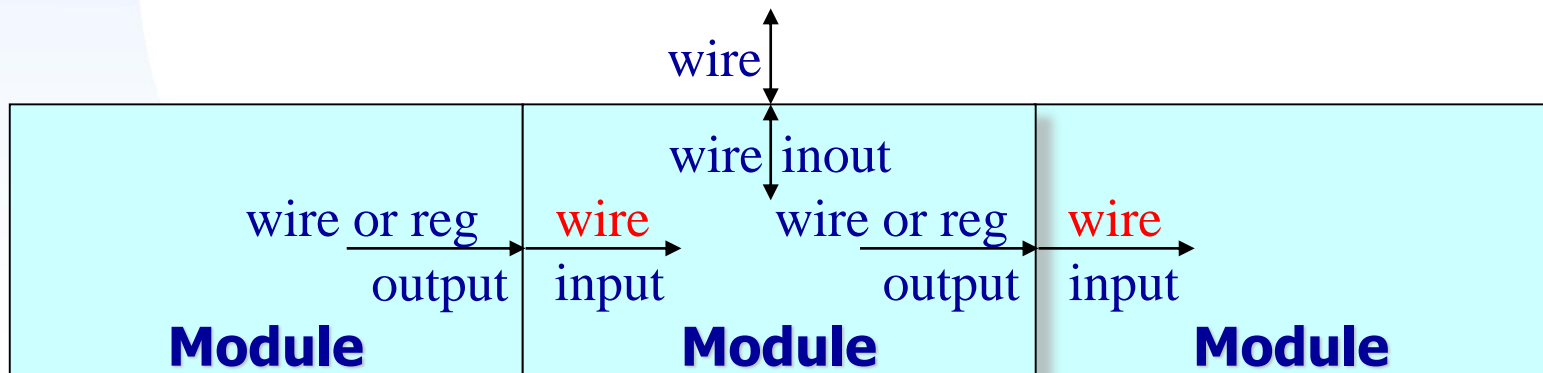 wire
wire inout
wire or reg wire wire or reg wire
output input output input
Module Module Module